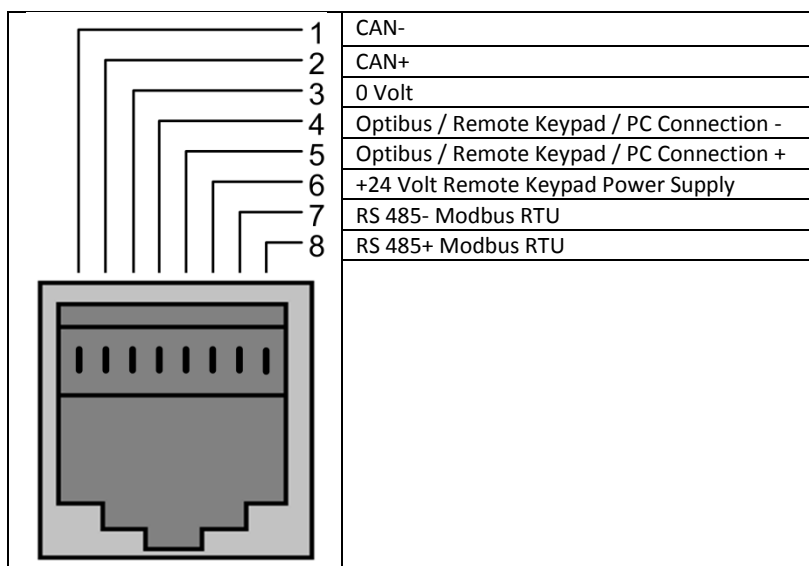 1 CAN-
2 CAN+
3 0 Volt
4 Optibus / Remote Keypad / PC Connection -
5 Optibus / Remote Keypad / PC Connection +
6 +24 Volt Remote Keypad Power Supply
7 RS 485- Modbus RTU
8 RS 485+ Modbus RTU